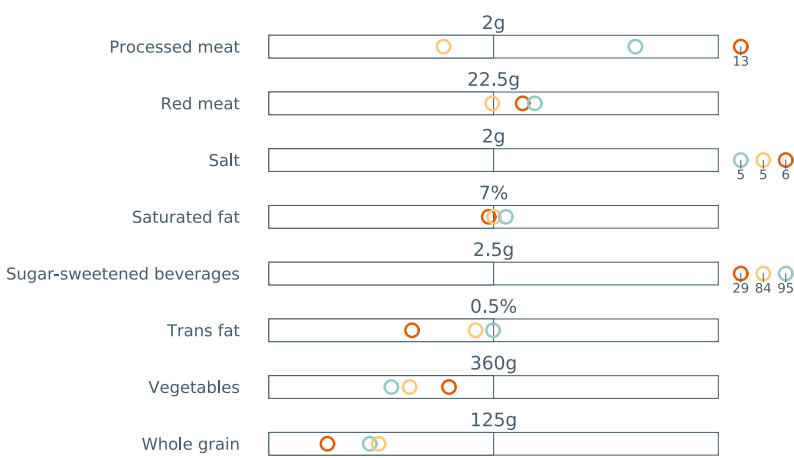 2g
Processed meat
13
22.5g
Red meat
2g
Salt
5 5 6
7%
Saturated fat
2.5g
Sugar-sweetened beverages
29 84 95
0.5%
Trans fat
360g
Vegetables
125g
Whole grain